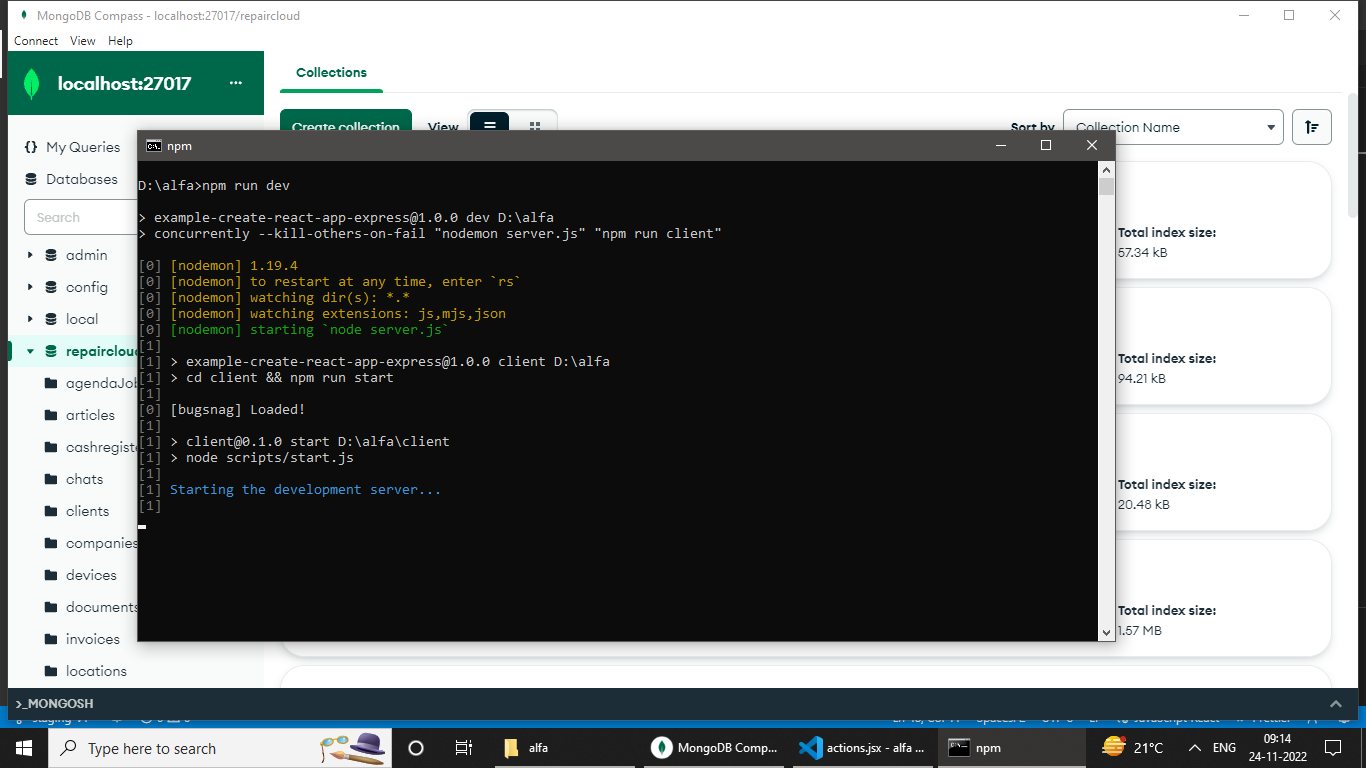 MongoDB Compass - localhost:27017/repaircloud
Connect View Help
localhost:27017 ...
Collections
Create collection View
Sort by Collection Name
My Queries
Databases
Search
admin
config
local
repaircloud
agendaJob
articles
cashregiste
chats
clients
companies
devices
documents
invoices
locations
npm
D:\alfa>npm run dev
> example-create-react-app-express@1.0.0 dev D:\alfa
> concurrently --kill-others-on-fail "nodemon server.js" "npm run client"
[0] [nodemon] 1.19.4
[0] [nodemon] to restart at any time, enter `rs`
[0] [nodemon] watching dir(s): *.*
[0] [nodemon] watching extensions: js,mjs,json
[0] [nodemon] starting `node server.js`
[1]
[1] > example-create-react-app-express@1.0.0 client D:\alfa
[1] > cd client && npm run start
[1]
[0] [bugsnag] Loaded!
[1]
[1] > client@0.1.0 start D:\alfa\client
[1] > node scripts/start.js
[1]
[1] Starting the development server...
[1]
Total index size:
57.34 kB
Total index size:
94.21 kB
Total index size:
20.48 kB
Total index size:
1.57 MB
>_MONGOSH
Type here to search
alfa
MongoDB Comp...
actions.jsx - alfa ...
npm
21°C
ENG
09:14
24-11-2022